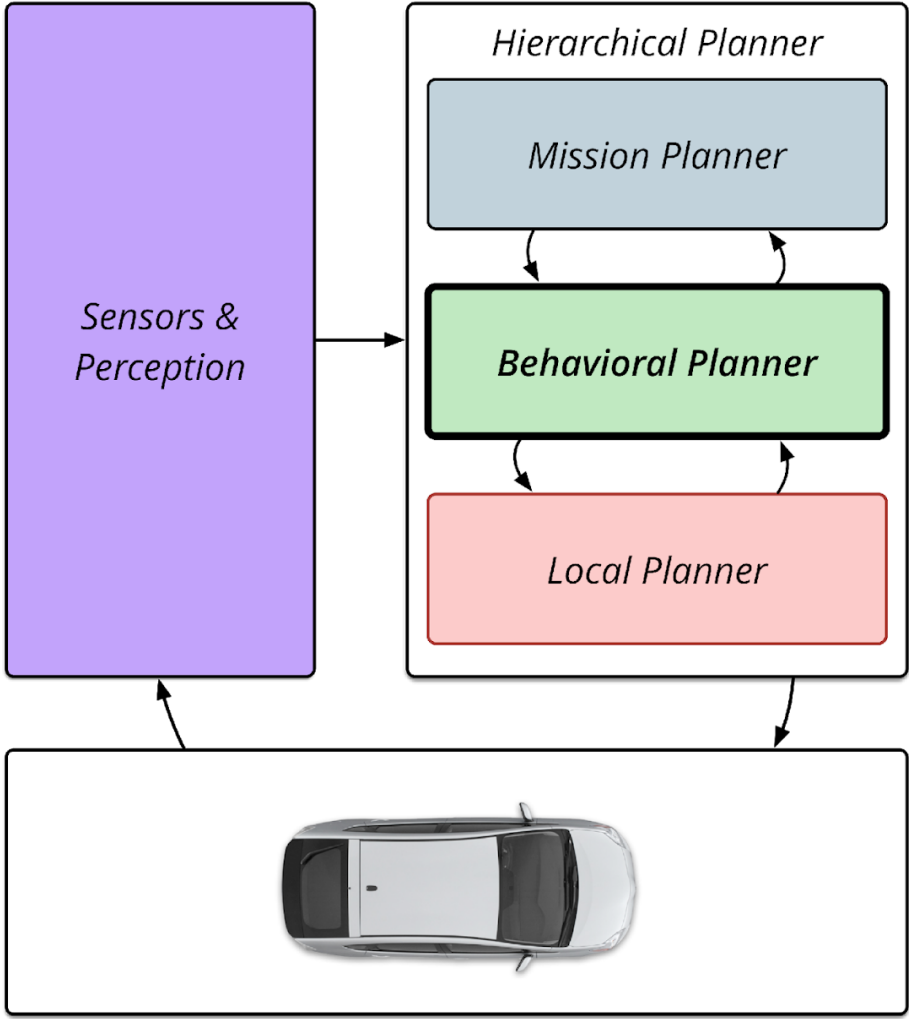 Hierarchical Planner
Mission Planner
Sensors &
Perception
Behavioral Planner
Local Planner